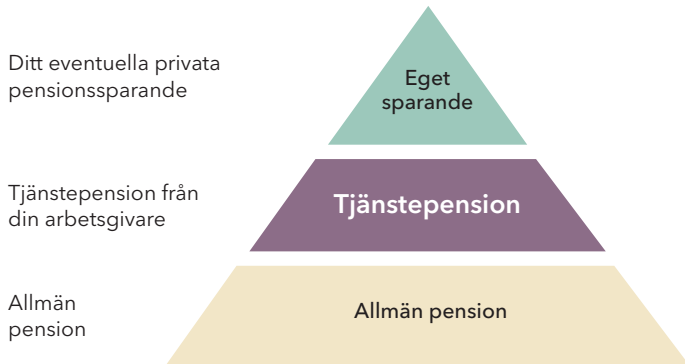 Ditt eventuella privata
pensionssparande
Eget
sparande
Tjänstepension från
din arbetsgivare
Tjänstepension
Allmän
pension
Allmän pension